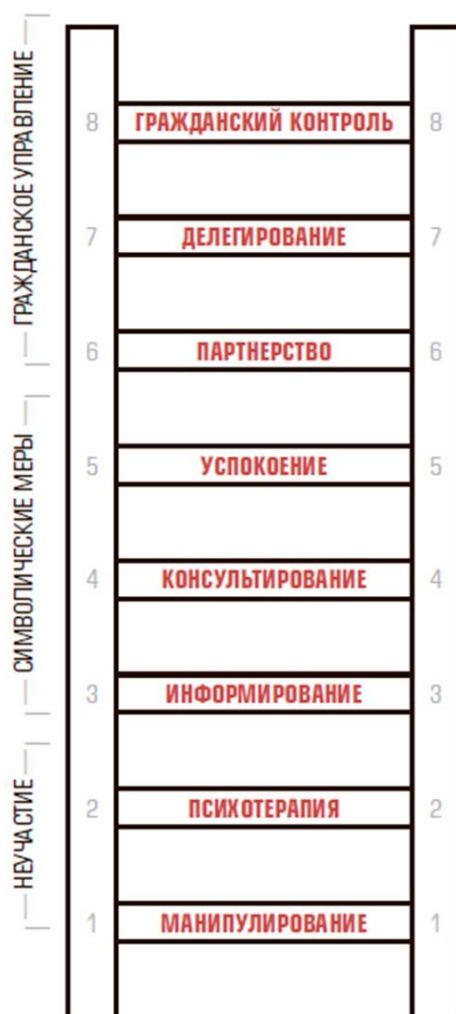 ГРАЖДАНСКОЕ УПРАВЛЕНИЕ
8 ГРАЖДАНСКИЙ КОНТРОЛЬ 8
7 ДЕЛЕГИРОВАНИЕ 7
6 ПАРТНЕРСТВО 6
СИМВОЛИЧЕСКИЕ МЕРЫ
5 УСПОКОЕНИЕ 5
4 КОНСУЛЬТИРОВАНИЕ 4
3 ИНФОРМИРОВАНИЕ 3
НЕУЧАСТИЕ
2 ПСИХОТЕРАПИЯ 2
1 МАНИПУЛИРОВАНИЕ 1